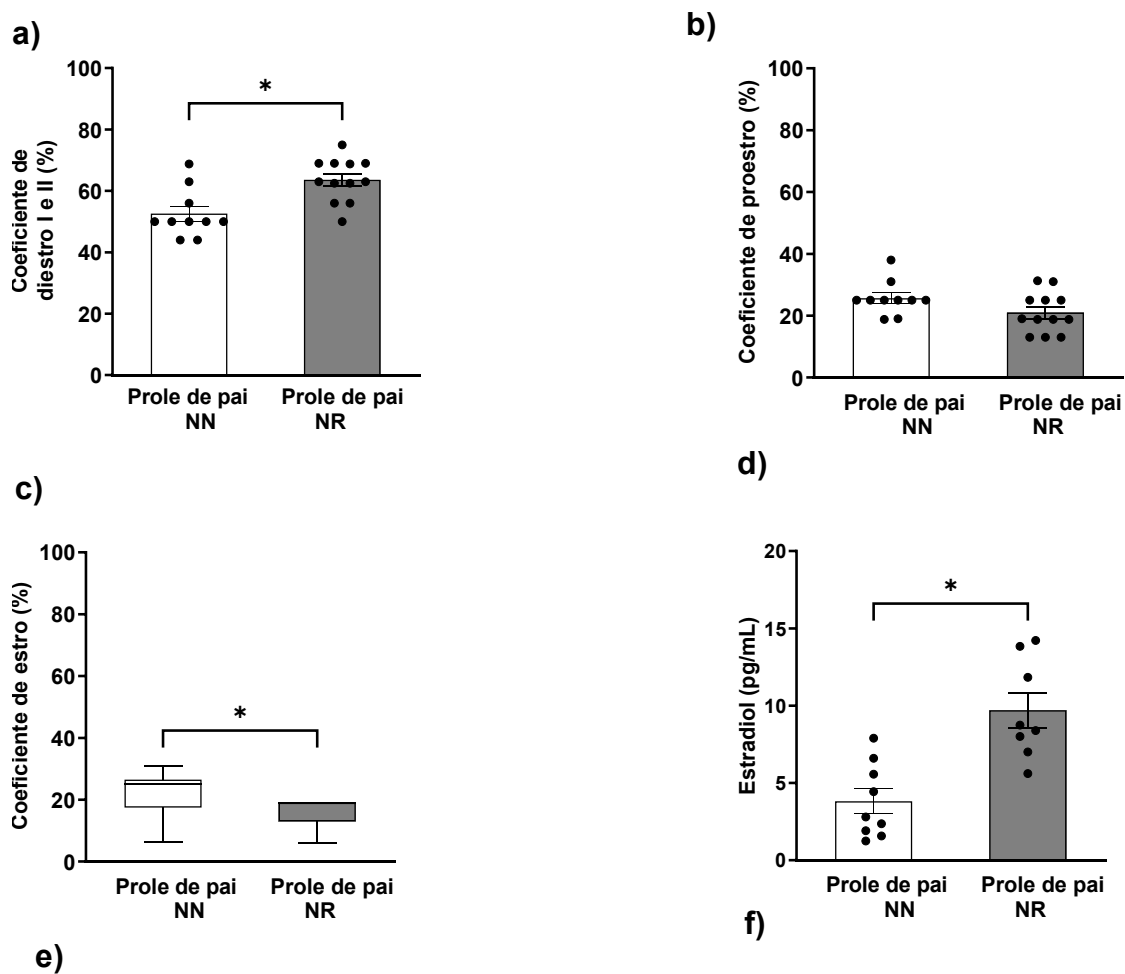 a)
100
80
60
40
20
0
Coeficiente de
diestro I e II (%)
*
Prole de pai
NN
Prole de pai
NR
b)
100
80
60
40
20
0
Coeficiente de proestro (%)
Prole de pai
NN
Prole de pai
NR
c)
100
80
60
40
20
0
Coeficiente de estro (%)
*
Prole de pai
NN
Prole de pai
NR
d)
20
15
10
5
0
Estradiol (pg/mL)
*
Prole de pai
NN
Prole de pai
NR
e)
f)